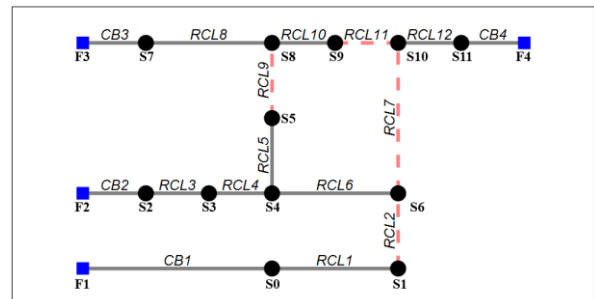 CB3 RCL8 RCL10 RCL11 RCL12 CB4
F3 S7 S8 S9 S10 S11 F4
RCL9 RCL7
S5
RCL5
CB2 RCL3 RCL4 RCL6
F2 S2 S3 S4 S6
RCL2
CB1 RCL1
F1 S0 S1